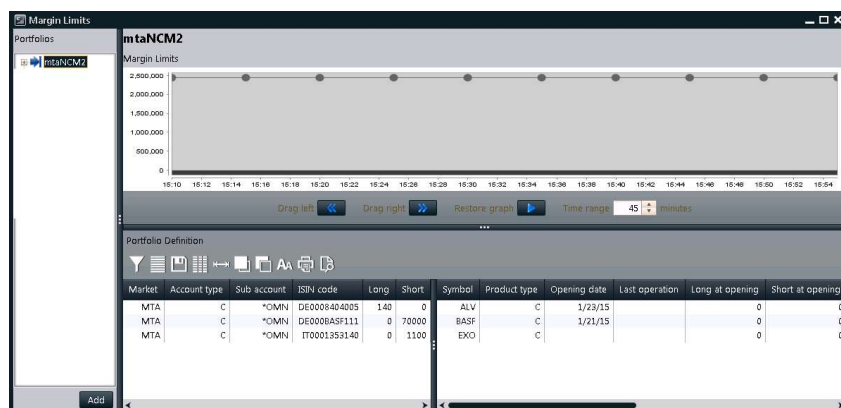 Margin Limits
Portfolios
mtaNCM2
mtaNCM2
Margin Limits
2,500,000
2,000,000
1,500,000
1,000,000
500,000
0
15:10 15:12 15:14 15:16 15:18 15:20 15:22 15:24 15:26 15:28 15:30 15:32 15:34 15:36 15:38 15:40 15:42 15:44 15:46 15:48 15:50 15:52 15:54
Drag left Drag right Restore graph Time range 45 minutes
Portfolio Definition
AA
Market Account type Sub account ISIN code Long Short Symbol Product type Opening date Last operation Long at opening Short at opening
MTA C *OMN DE0008404005 140 0 ALV C 1/23/15 0 0
MTA C *OMN DE000BASF111 0 70000 BASF C 1/21/15 0 0
MTA C *OMN IT0001353140 0 1100 EXO C 0 0
Add